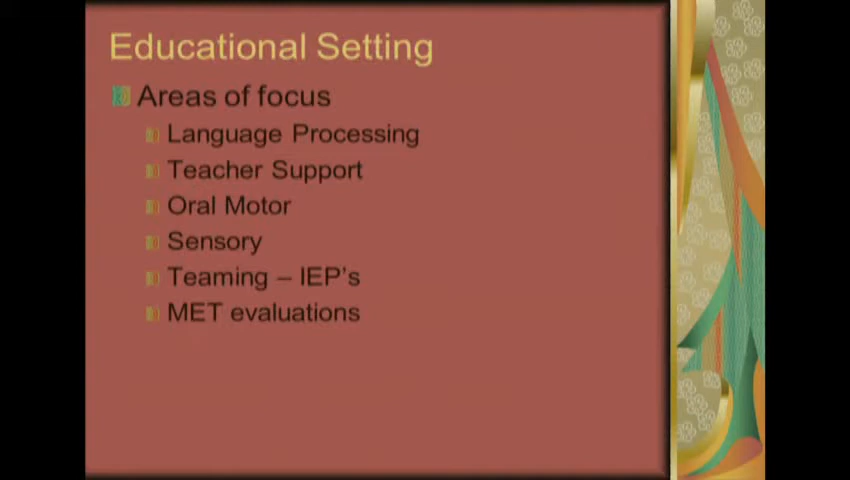 Educational Setting
Areas of focus
Language Processing
Teacher Support
Oral Motor
Sensory
Teaming – IEP's
MET evaluations